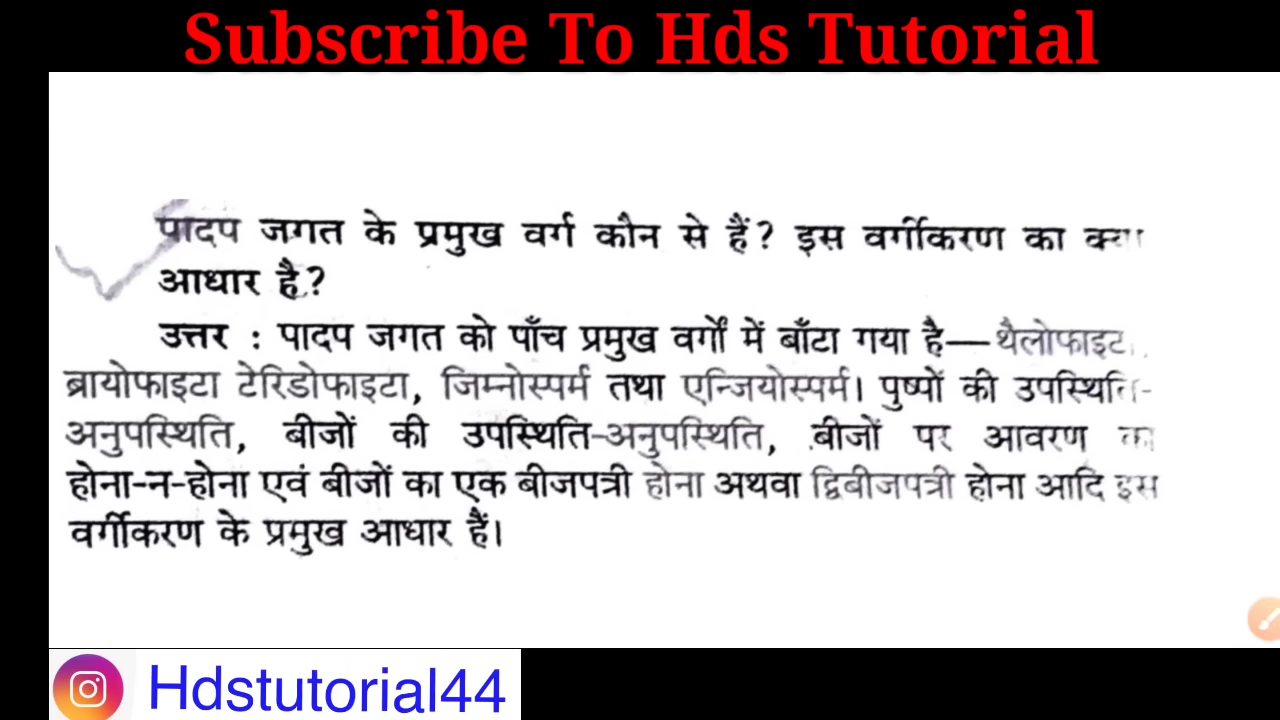 Subscribe To Hds Tutorial
पादप जगत के प्रमुख वर्ग कौन से हैं? इस वर्गीकरण का क्या
आधार है?
उत्तर : पादप जगत को पाँच प्रमुख वर्गों में बाँटा गया है—थैलोफाइटा,
ब्रायोफाइटा टेरिडोफाइटा, जिम्नोस्पर्म तथा एन्जियोस्पर्म। पुष्पों की उपस्थिति-
अनुपस्थिति, बीजों की उपस्थिति-अनुपस्थिति, बीजों पर आवरण का
होना-न-होना एवं बीजों का एक बीजपत्री होना अथवा द्विबीजपत्री होना आदि इस
वर्गीकरण के प्रमुख आधार हैं।
Hdstutorial44